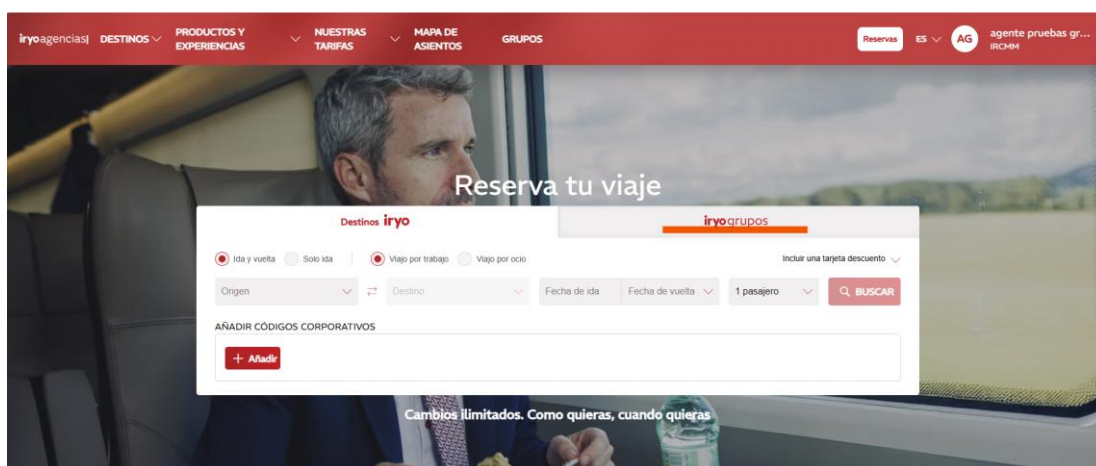 iryoagencias| DESTINOS PRODUCTOS Y EXPERIENCIAS NUESTRAS TARIFAS MAPA DE ASIENTOS GRUPOS Reservas ES AG agente pruebas gr...
IRCMM
Reserva tu viaje
Destinos iryo iryogrupos
Ida y vuelta Solo ida Viajo por trabajo Viajo por ocio Incluir una tarjeta descuento
Origen Destino Fecha de ida Fecha de vuelta 1 pasajero BUSCAR
AÑADIR CÓDIGOS CORPORATIVOS
+ Añadir
Cambios ilimitados. Como quieras, cuando quieras